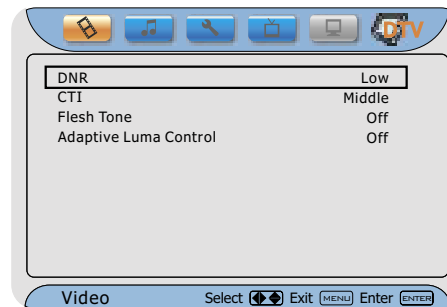 DTV
DNR Low
CTI Middle
Flesh Tone Off
Adaptive Luma Control Off
Video Select Exit MENU Enter ENTER